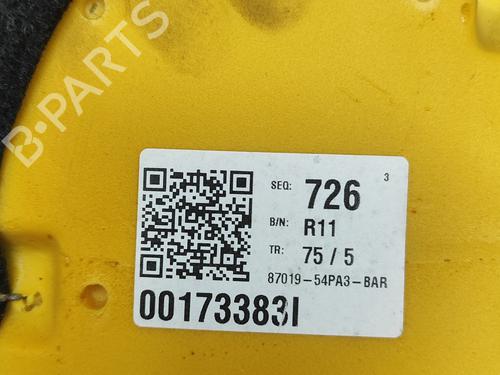 B-PARTS
SEQ: 726 3
B/N: R11
TR: 75 / 5
87019-54PA3-BAR
00173383I